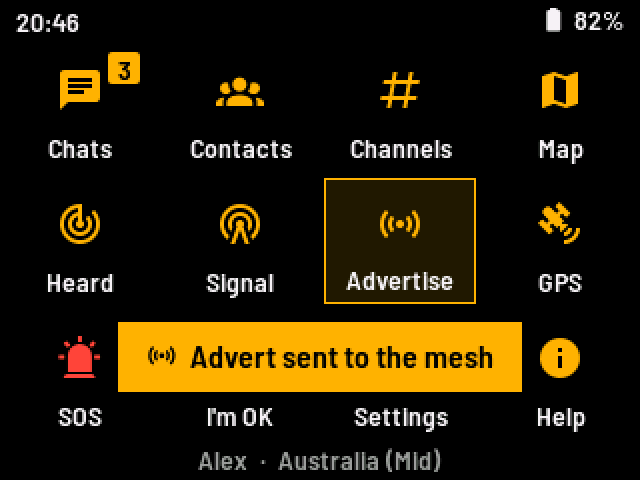 20:46 82%
3
Chats Contacts Channels Map
Heard Signal Advertise GPS
Advert sent to the mesh
SOS I'm OK Settings Help
Alex · Australia (Mid)